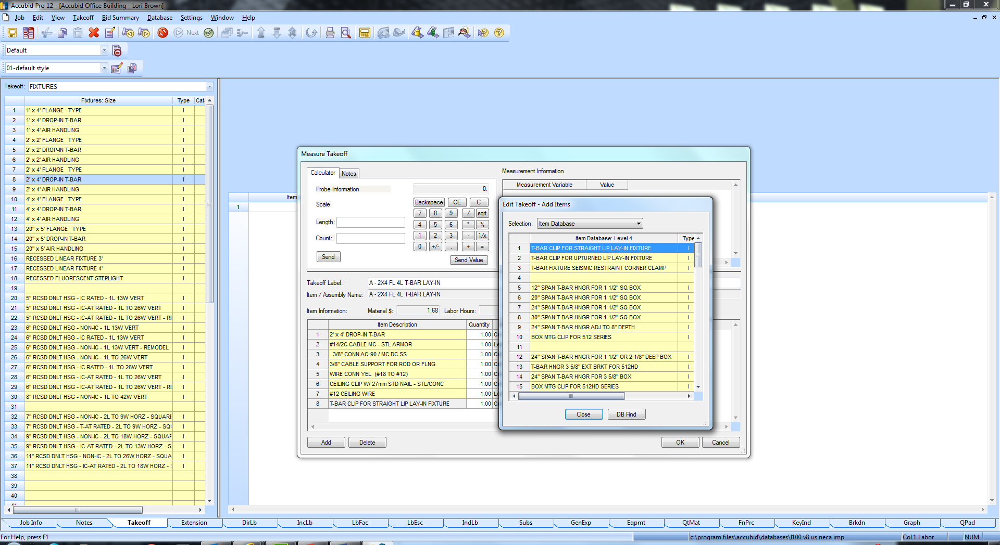 Accubid Pro 12 - [Accubid Office Building - Lori Brown]
Job Edit View Takeoff Bid Summary Database Settings Window Help
Next
Default
01-default style
Takeoff: FIXTURES
Fixtures: Size Type Cata
1 1' x 4' FLANGE TYPE I
2 1' x 4' DROP-IN T-BAR I
3 1' x 4' AIR HANDLING I
4 2' x 2' FLANGE TYPE I
5 2' x 2' DROP-IN T-BAR I
6 2' x 2' AIR HANDLING I
7 2' x 4' FLANGE TYPE I
8 2' x 4' DROP-IN T-BAR I
9 2' x 4' AIR HANDLING I
10 4' x 4' FLANGE TYPE I
11 4' x 4' DROP-IN T-BAR I
12 4' x 4' AIR HANDLING I
13 20" x 5' FLANGE TYPE I
14 20" x 5' DROP-IN T-BAR I
15 20" x 5' AIR HANDLING I
16 RECESSED LINEAR FIXTURE 3' I
17 RECESSED LINEAR FIXTURE 4' I
18 RECESSED FLUORESCENT STEPLIGHT I
19
20 5" RCSD DNLT HSG - IC RATED - 1L 13W VERT I
21 5" RCSD DNLT HSG - IC-AT RATED - 1L TO 26W VERT I
22 5" RCSD DNLT HSG - IC-AT RATED - 1L TO 26W VERT - RE I
23 6" RCSD DNLT HSG - NON-IC - 1L 13W VERT I
24 6" RCSD DNLT HSG - IC RATED - 1L 13W VERT I
25 6" RCSD DNLT HSG - NON-IC - 1L 13W VERT - REMODEL I
26 6" RCSD DNLT HSG - NON-IC - 1L TO 26W VERT I
27 6" RCSD DNLT HSG - IC RATED - 1L TO 26W VERT I
28 6" RCSD DNLT HSG - IC-AT RATED - 1L TO 26W VERT I
29 6" RCSD DNLT HSG - IC-AT RATED - 1L TO 26W VERT - RE I
30 8" RCSD DNLT HSG - NON-IC - 1L TO 42W VERT I
31
32 7" RCSD DNLT HSG - NON-IC - 2L TO 9W HORZ - SQUARE I
33 7" RCSD DNLT HSG - T-AT RATED - 2L TO 9W HORZ - SQU I
34 9" RCSD DNLT HSG - NON-IC - 2L TO 18W HORZ - SQUAR I
35 9" RCSD DNLT HSG - IC-AT RATED - 2L TO 13W HORZ - S I
36 11" RCSD DNLT HSG - NON-IC - 2L TO 26W HORZ - SQUA I
37 11" RCSD DNLT HSG - IC-AT RATED - 2L TO 18W HORZ - I
38
39
40
41
Item
1
Measure Takeoff
Calculator Notes
Probe Information
Scale:
Length:
Count:
Send
0.
Backspace CE C
7 8 9 / sqrt
4 5 6 * %
1 2 3 - 1/x
0 +/- . + =
Send Value
Measurement Information
Measurement Variable Value
Takeoff Label: A - 2X4 FL 4L T-BAR LAY-IN
Item / Assembly Name: A - 2X4 FL 4L T-BAR LAY-IN
Item Information: Material $: 1.68 Labor Hours:
Item Description Quantity
1 2' x 4' DROP-IN T-BAR 1.00
2 #14/2C CABLE MC - STL ARMOR 1.00
3 3/8" CONN AC-90 / MC DC SS 1.00
4 3/8" CABLE SUPPORT FOR ROD OR FLNG 1.00
5 WIRE CONN YEL (#18 TO #12) 1.00
6 CEILING CLIP W/ 27mm STD NAIL - STL/CONC 1.00
7 #12 CEILING WIRE 1.00
8 T-BAR CLIP FOR STRAIGHT LIP LAY-IN FIXTURE 1.00
Add Delete OK Cancel
Edit Takeoff - Add Items
Selection: Item Database
Item Database: Level 4 Type
1 T-BAR CLIP FOR STRAIGHT LIP LAY-IN FIXTURE I
2 T-BAR CLIP FOR UPTURNED LIP LAY-IN FIXTURE I
3 T-BAR FIXTURE SEISMIC RESTRAINT CORNER CLAMP I
4
5 12" SPAN T-BAR HNGR FOR 1 1/2" SQ BOX I
6 20" SPAN T-BAR HNGR FOR 1 1/2" SQ BOX I
7 24" SPAN T-BAR HNGR FOR 1 1/2" SQ BOX I
8 30" SPAN T-BAR HNGR FOR 1 1/2" SQ BOX I
9 24" SPAN T-BAR HNGR ADJ TO 8" DEPTH I
10 BOX MTG CLIP FOR 512 SERIES I
11
12 24" SPAN T-BAR HNGR FOR 1 1/2" OR 2 1/8" DEEP BOX I
13 T-BAR HNGR 3 5/8" EXT BRKT FOR 512HD I
14 24" SPAN T-BAR HNGR FOR 3 5/8" BOX I
15 BOX MTG CLIP FOR 512HD SERIES I
Close DB Find
Job Info Notes Takeoff Extension DirLb IncLb LbFac LbEsc IndLb Subs GenExp Eqpmt QtMat FnPrc KeyInd Brkdn Graph QPad
For Help, press F1 c:\program files\accubid\databases\l100 v8 us neca imp Col 1 Labor NUM